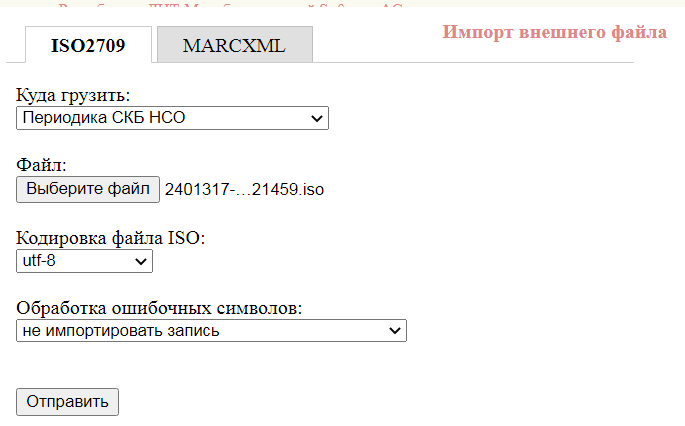 Импорт внешнего файла
ISO2709
MARCXML
Куда грузить:
Периодика СКБ НСО
Файл:
Выберите файл 2401317-...21459.iso
Кодировка файла ISO:
utf-8
Обработка ошибочных символов:
не импортировать запись
Отправить